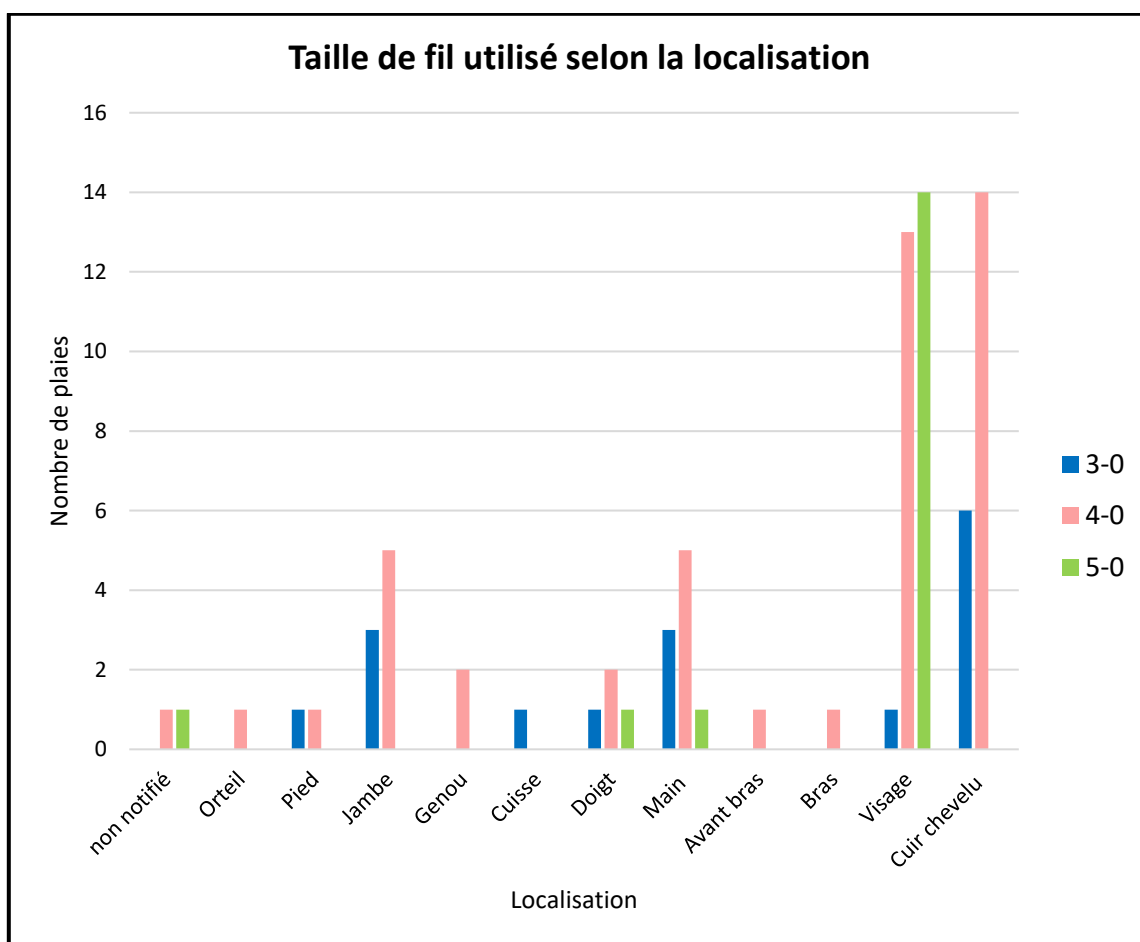 Taille de fil utilisé selon la localisation
16
14
12
10
8
6
4
2
0
Nombre de plaies
non notifié
Orteil
Pied
Jambe
Genou
Cuisse
Doigt
Main
Avant bras
Bras
Visage
Cuir chevelu
Localisation
3-0
4-0
5-0